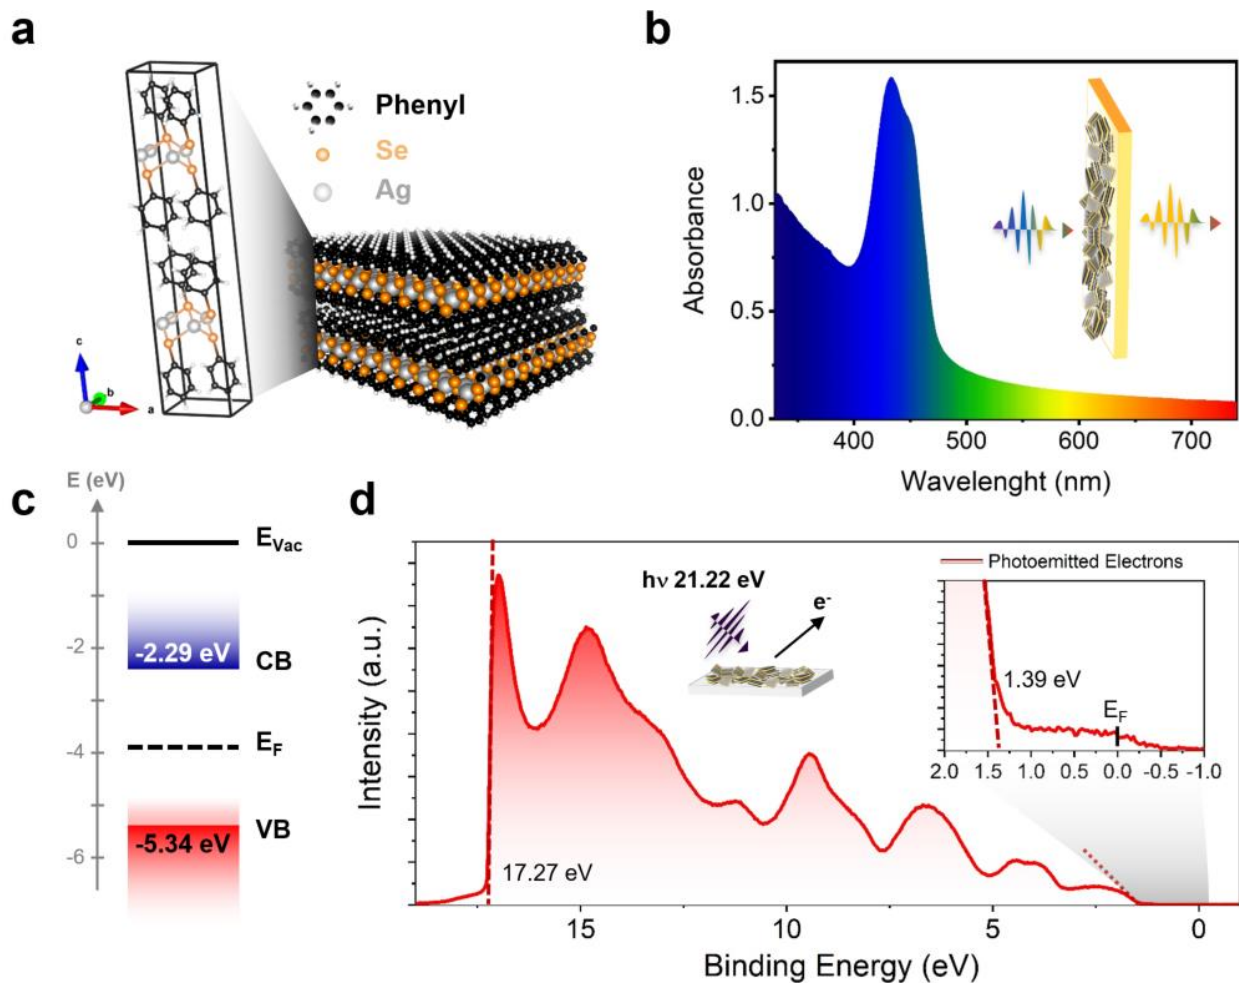 a
Phenyl
Se
Ag
c
b
a
b
1.5
1.0
0.5
0.0
Absorbance
400 500 600 700
Wavelenght (nm)
c
E (eV)
0
-2
-4
-6
E_Vac
-2.29 eV
CB
E_F
-5.34 eV
VB
d
hν 21.22 eV
e⁻
Photoemitted Electrons
1.39 eV
E_F
2.0 1.5 1.0 0.5 0.0 -0.5 -1.0
17.27 eV
Intensity (a.u.)
15 10 5 0
Binding Energy (eV)